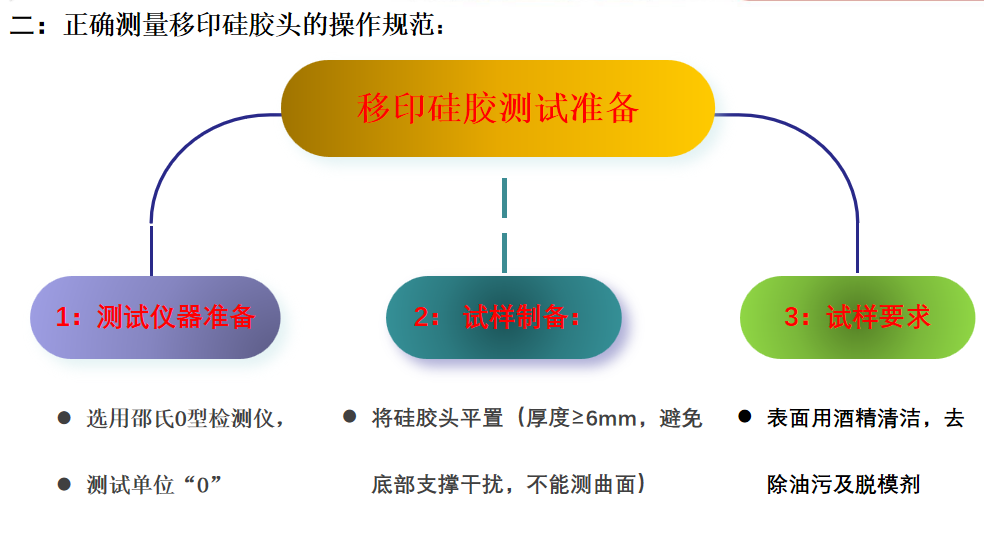 二：正确测量移印硅胶头的操作规范：
移印硅胶测试准备
1：测试仪器准备
2： 试样制备：
3：试样要求
● 选用邵氏0型检测仪，
● 测试单位“0”
● 将硅胶头平置（厚度≥6mm，避免
底部支撑干扰，不能测曲面）
● 表面用酒精清洁，去
除油污及脱模剂